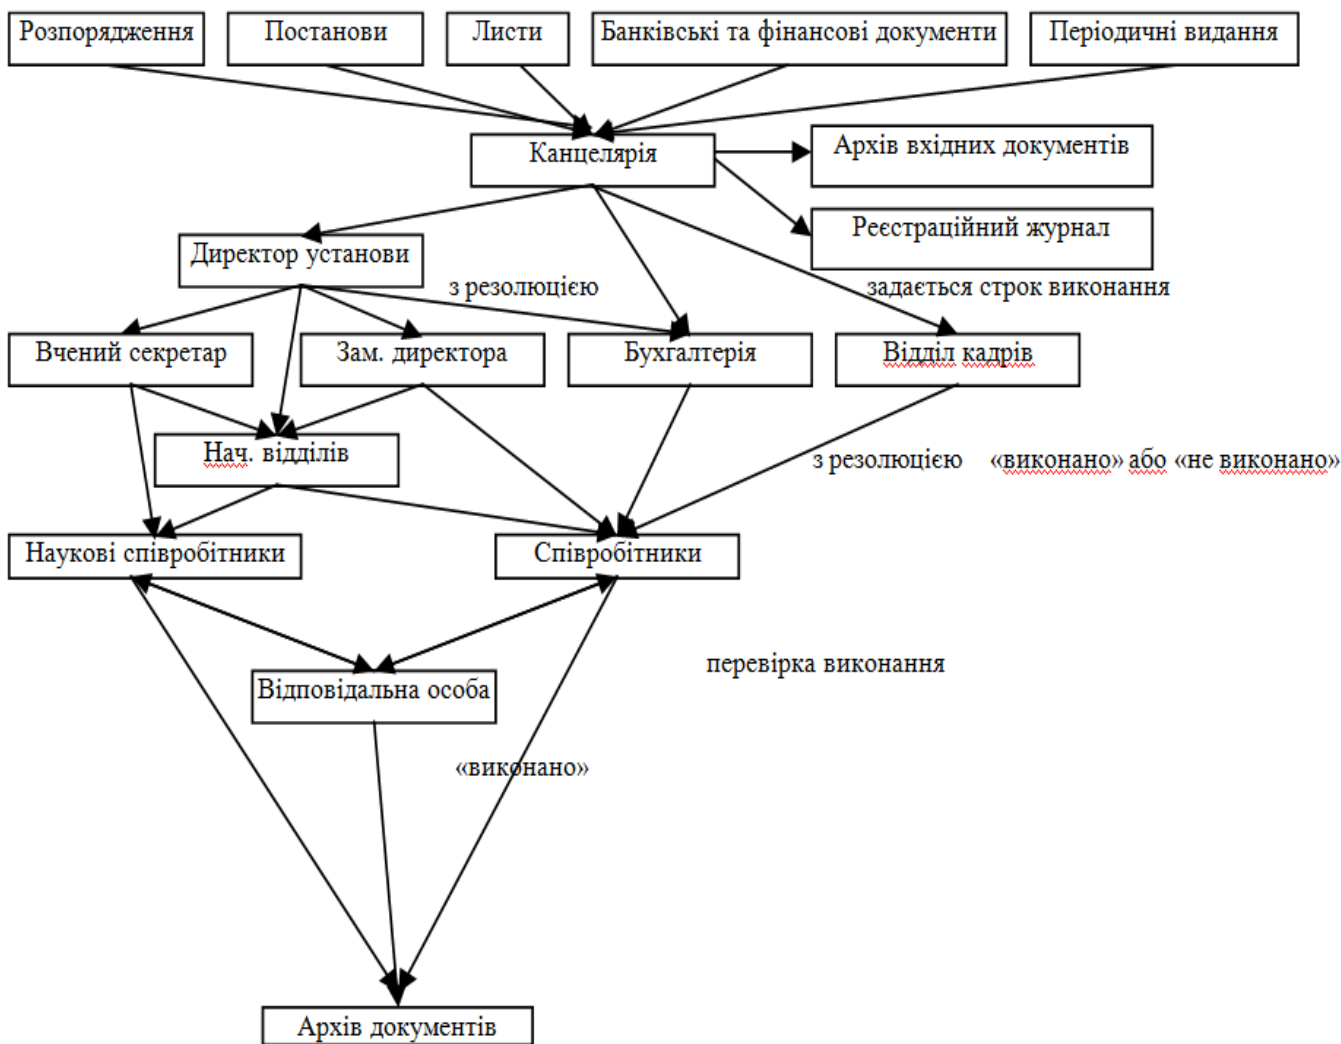 Розпорядження
Постанови
Листи
Банківські та фінансові документи
Періодичні видання
Канцелярія
Архів вхідних документів
Реєстраційний журнал
Директор установи
з резолюцією
задається строк виконання
Вчений секретар
Зам. директора
Бухгалтерія
Відділ кадрів
Нач. відділів
з резолюцією «виконано» або «не виконано»
Наукові співробітники
Співробітники
перевірка виконання
Відповідальна особа
«виконано»
Архів документів